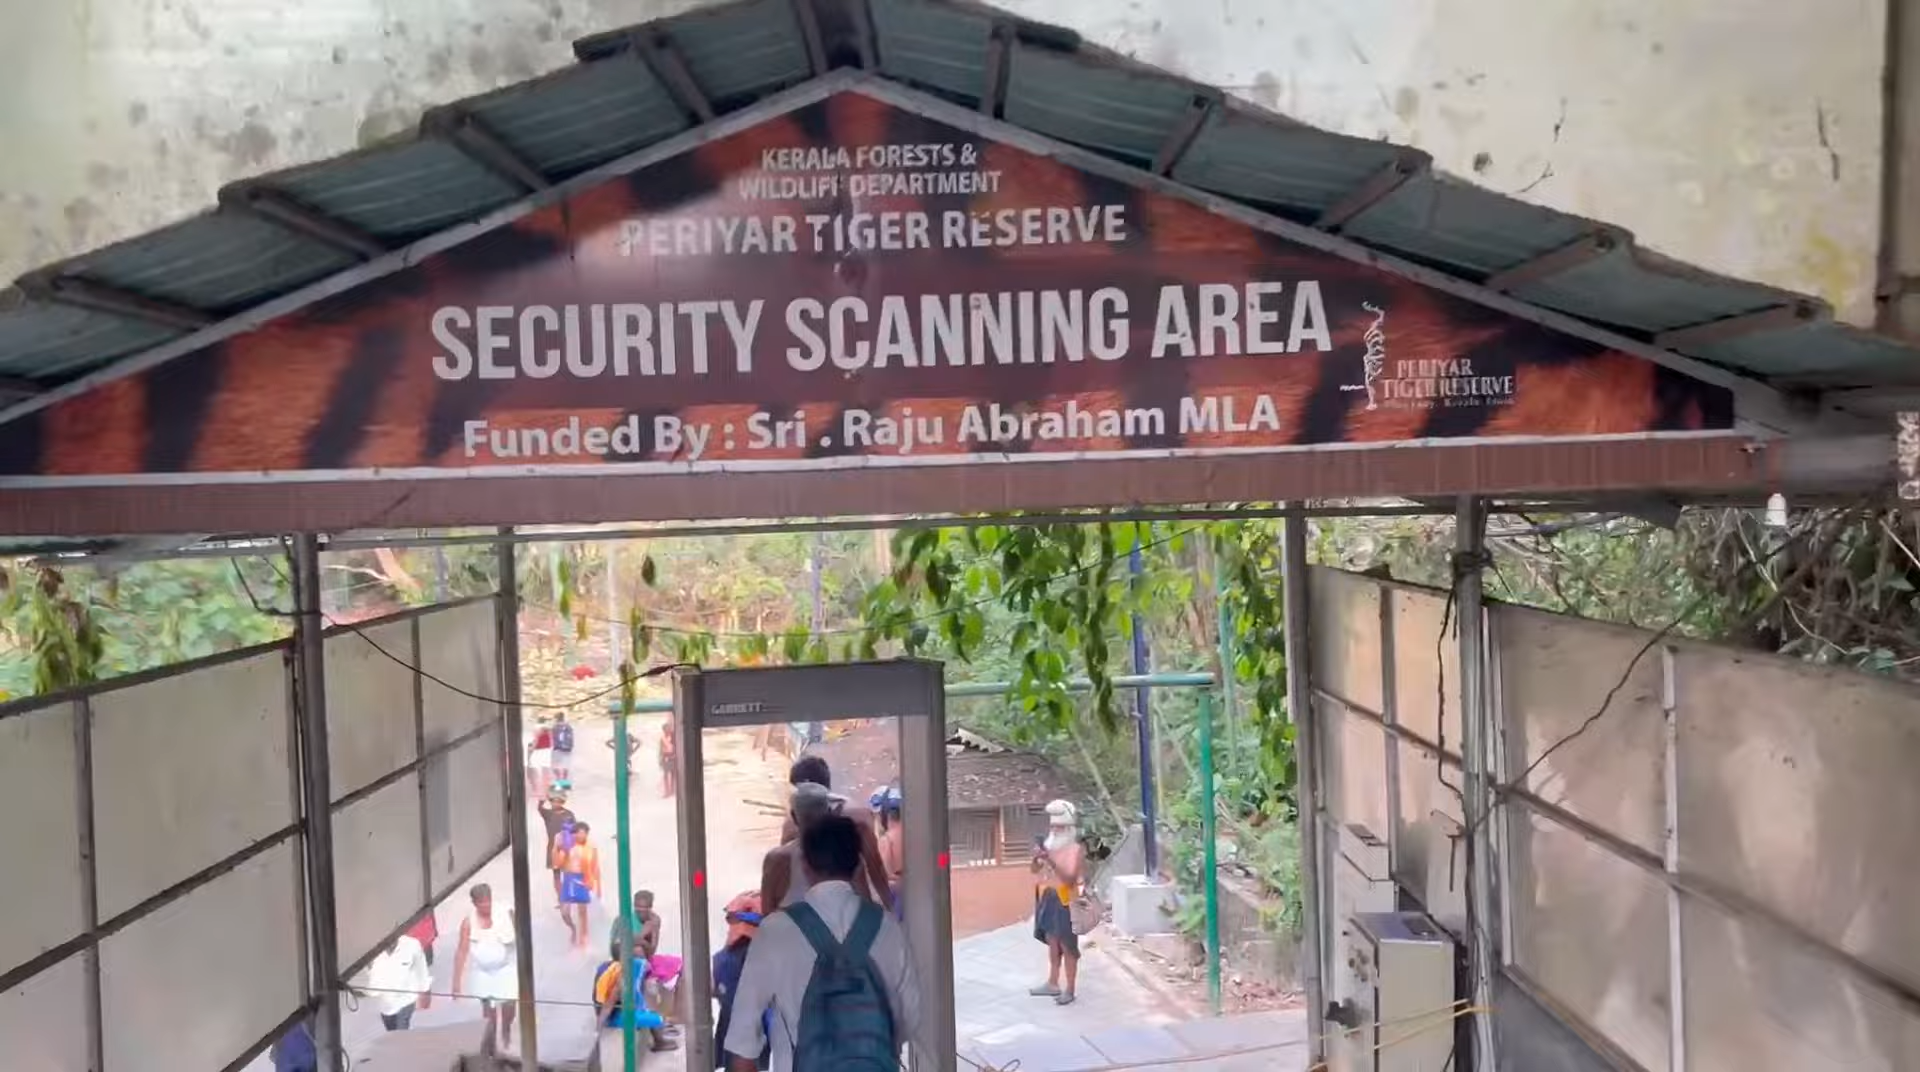 KERALA FORESTS &
WILDLIFE DEPARTMENT
PERIYAR TIGER RESERVE
SECURITY SCANNING AREA
Funded By : Sri . Raju Abraham MLA
PERIYAR
TIGER RESERVE
GARRETT